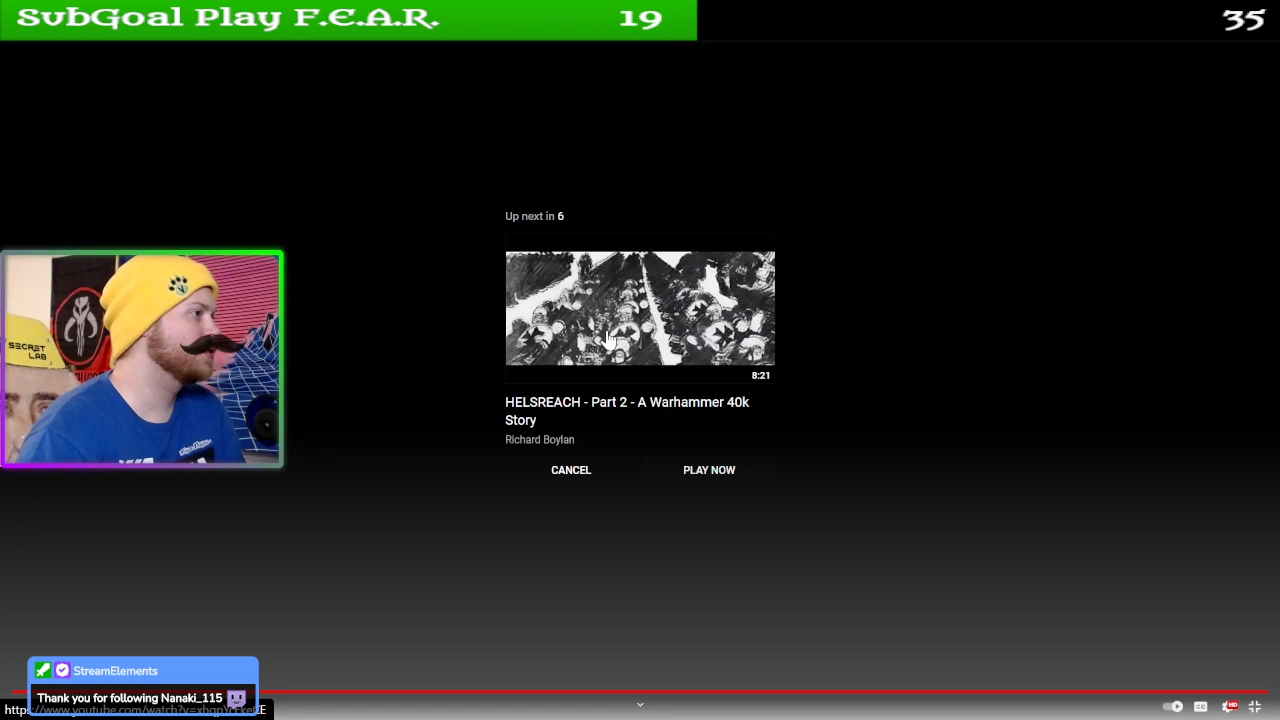 SubGoal Play F.E.A.R. 19 35
Up next in 6
8:21
HELSREACH - Part 2 - A Warhammer 40k
Story
Richard Boylan
CANCEL PLAY NOW
SECRET
LAB
StreamElements
Thank you for following Nanaki_115
HD